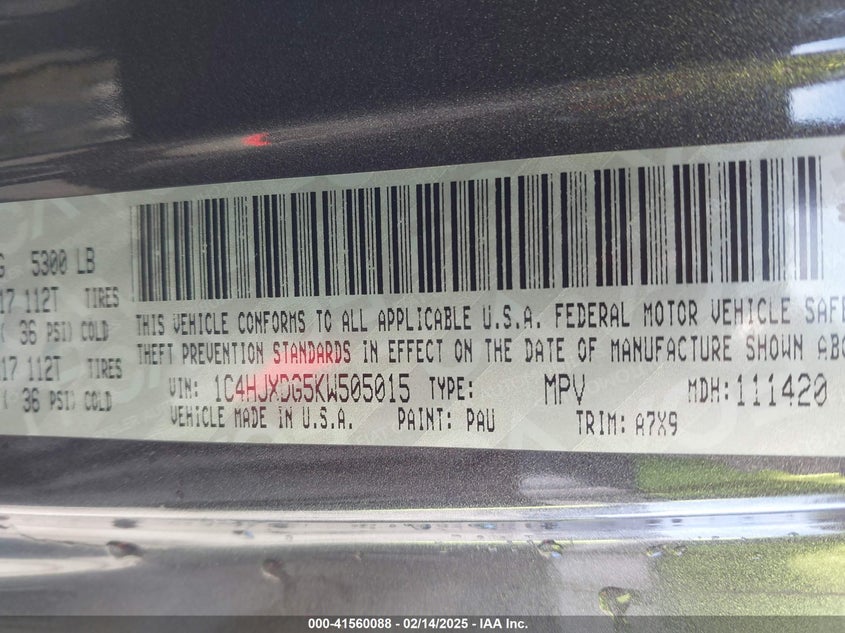 G 5300 LB
17 112T TIRES
36 PSI) COLD
17 112T TIRES
36 PSI) COLD
THIS VEHICLE CONFORMS TO ALL APPLICABLE U.S.A. FEDERAL MOTOR VEHICLE SAFE
THEFT PREVENTION STANDARDS IN EFFECT ON THE DATE OF MANUFACTURE SHOWN ABO
VIN: 1C4HJXDG5KW505015 TYPE: MPV MDH: 111420
VEHICLE MADE IN U.S.A. PAINT: PAU TRIM: A7X9
000-41560088 - 02/14/2025 - IAA Inc.